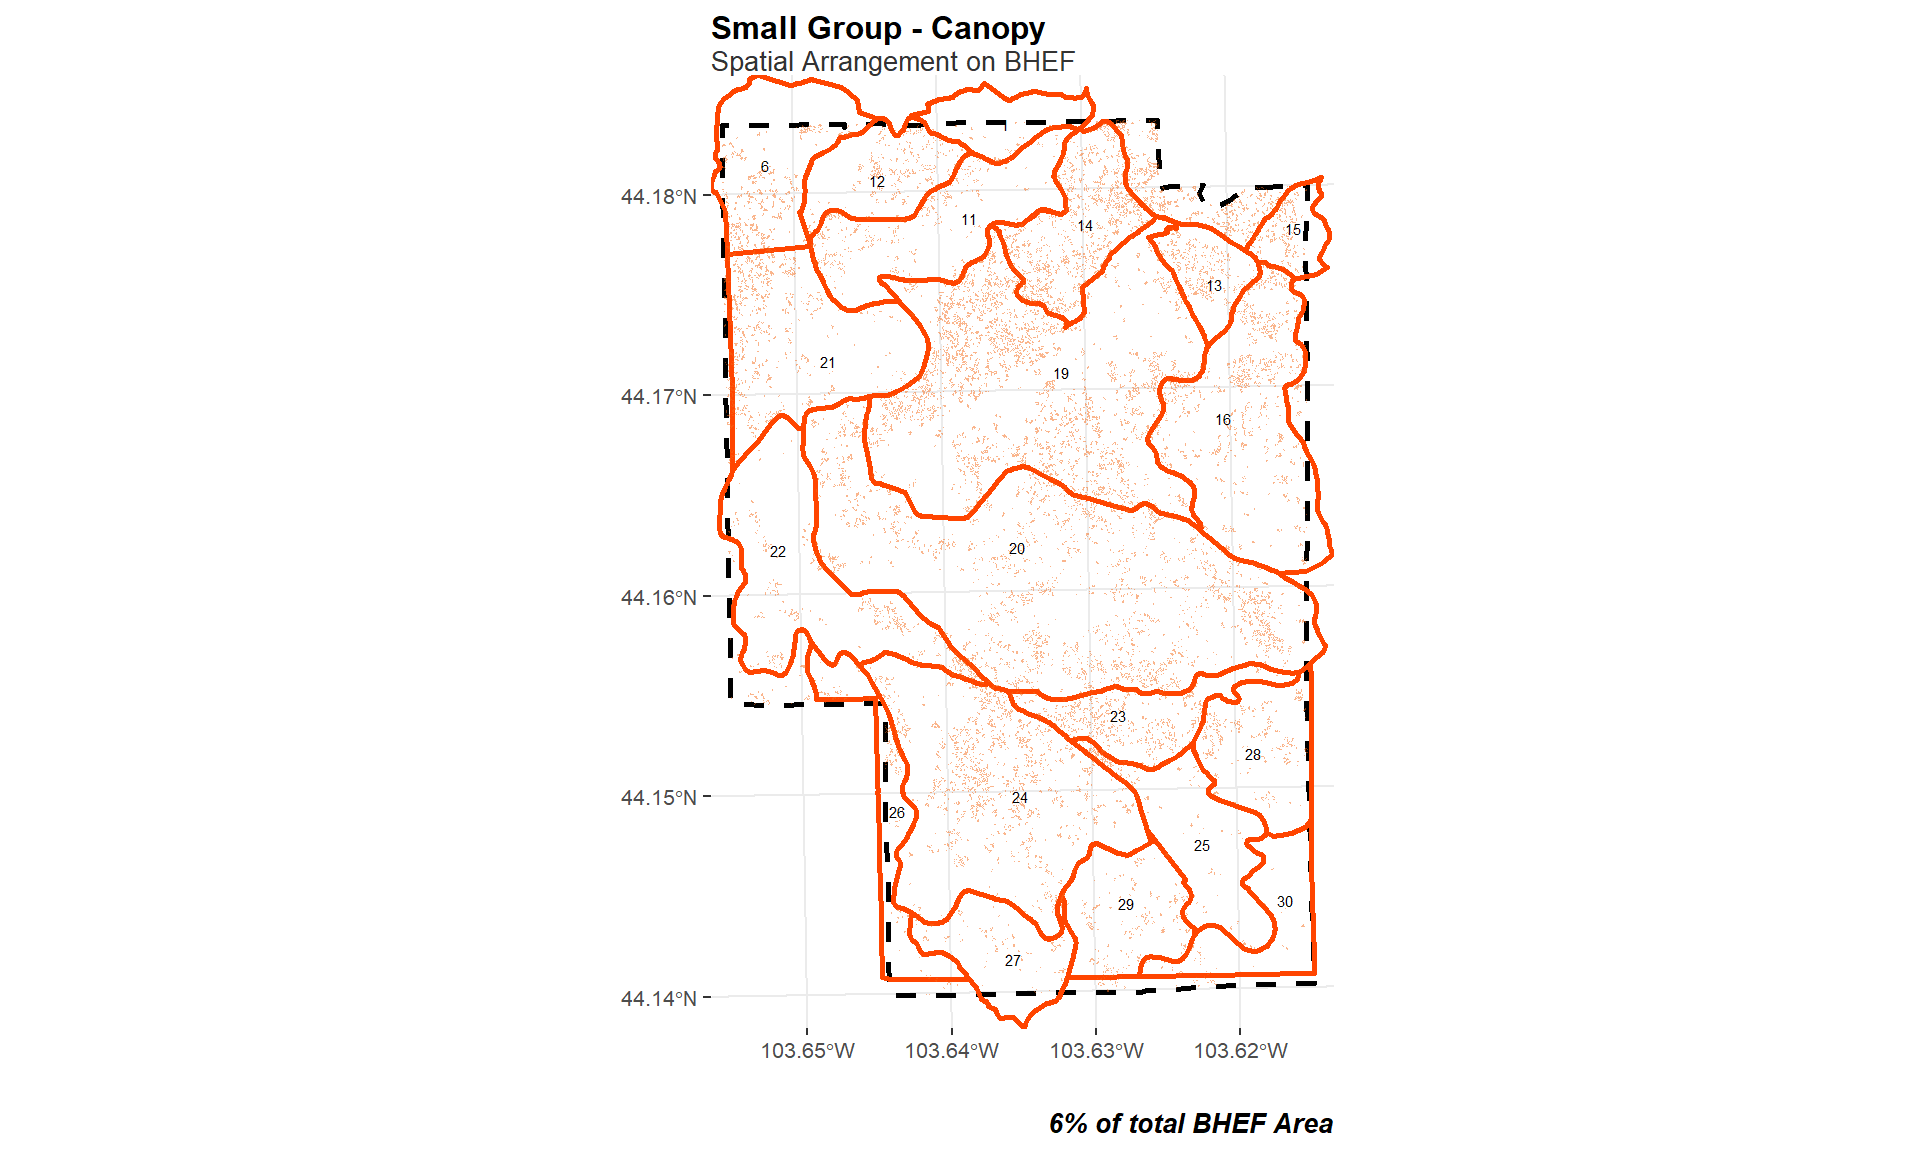 Small Group - Canopy
Spatial Arrangement on BHEF
6
12
11
14
15
13
44.18°N
21
19
16
44.17°N
22
20
44.16°N
23
28
24
26
25
44.15°N
29
30
27
44.14°N
103.65°W 103.64°W 103.63°W 103.62°W
6% of total BHEF Area